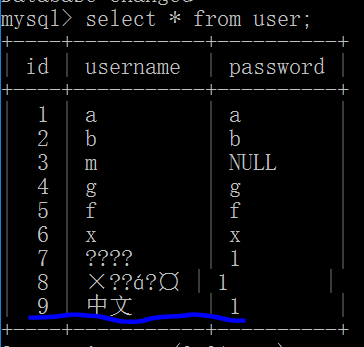 Database changed
mysql> select * from user;
+----+----------+----------+
| id | username | password |
+----+----------+----------+
| 1 | a | a |
| 2 | b | b |
| 3 | m | NULL |
| 4 | g | g |
| 5 | f | f |
| 6 | x | x |
| 7 | ???? | 1 |
| 8 | ×??á?¤ | 1 |
| 9 | 中文 | 1 |
+----+----------+----------+